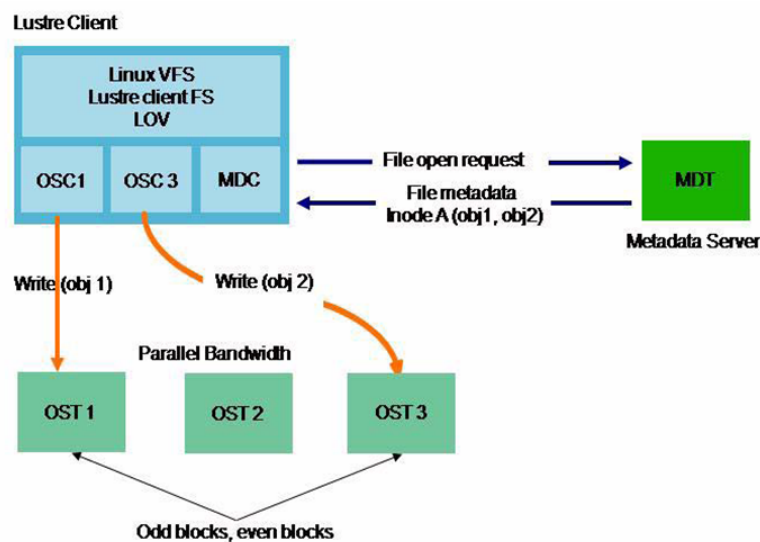 Lustre Client
Linux VFS
Lustre client FS
LOV
OSC1
OSC 3
MDC
File open request
File metadata
Inode A (obj1, obj2)
MDT
Metadata Server
Write (obj 1)
Write (obj 2)
Parallel Bandwidth
OST 1
OST 2
OST 3
Odd blocks, even blocks